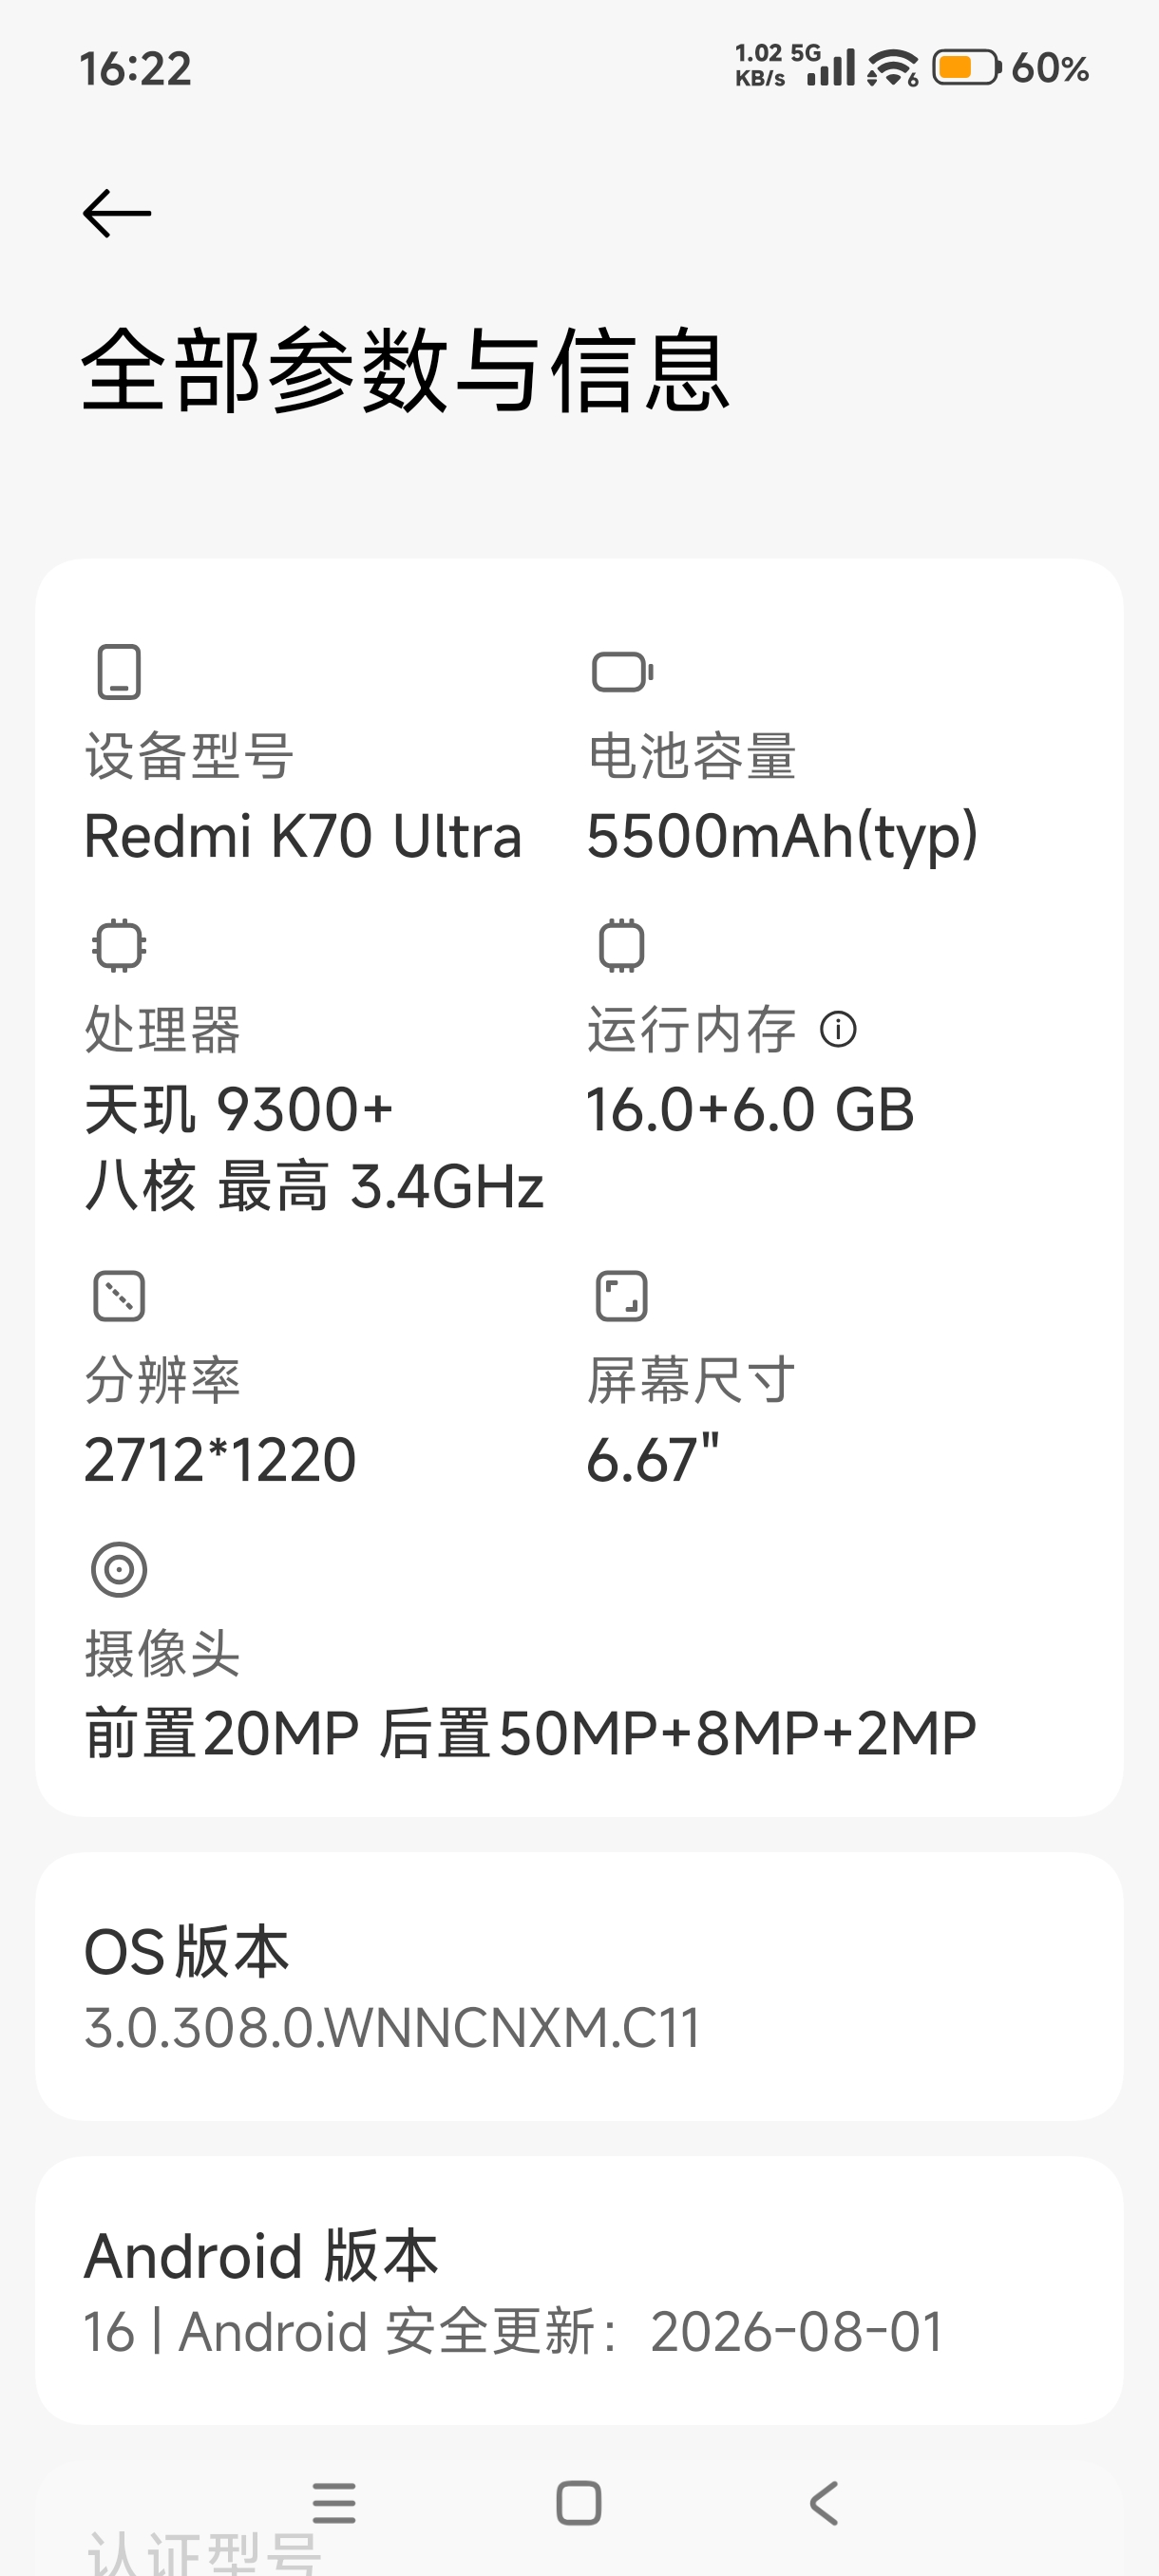 16:22
1.02 5G
KB/s
6
60%
全部参数与信息
设备型号
Redmi K70 Ultra
电池容量
5500mAh(typ)
处理器
天玑 9300+
八核 最高 3.4GHz
运行内存
16.0+6.0 GB
分辨率
2712*1220
屏幕尺寸
6.67"
摄像头
前置20MP 后置50MP+8MP+2MP
OS版本
3.0.308.0.WNNCNXM.C11
Android 版本
16 | Android 安全更新：2026-08-01
认证型号